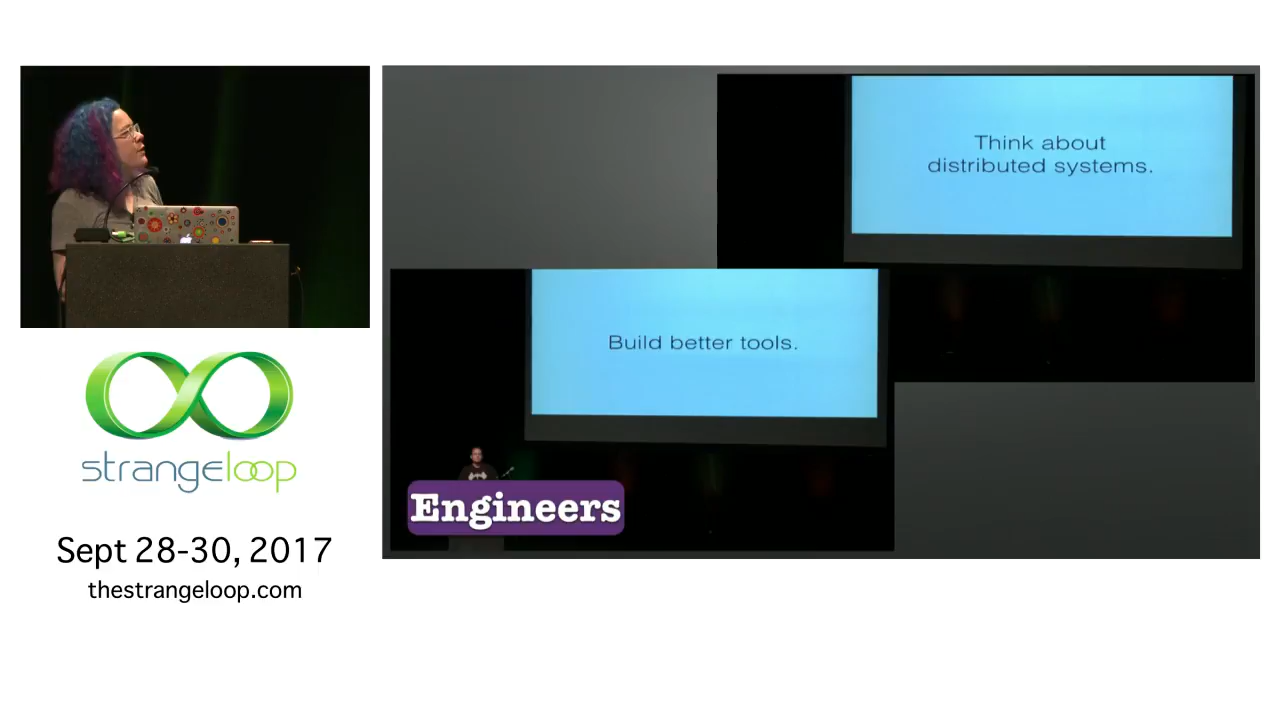 Think about
distributed systems.
Build better tools.
Engineers
strangeloop
Sept 28-30, 2017
thestrangeloop.com